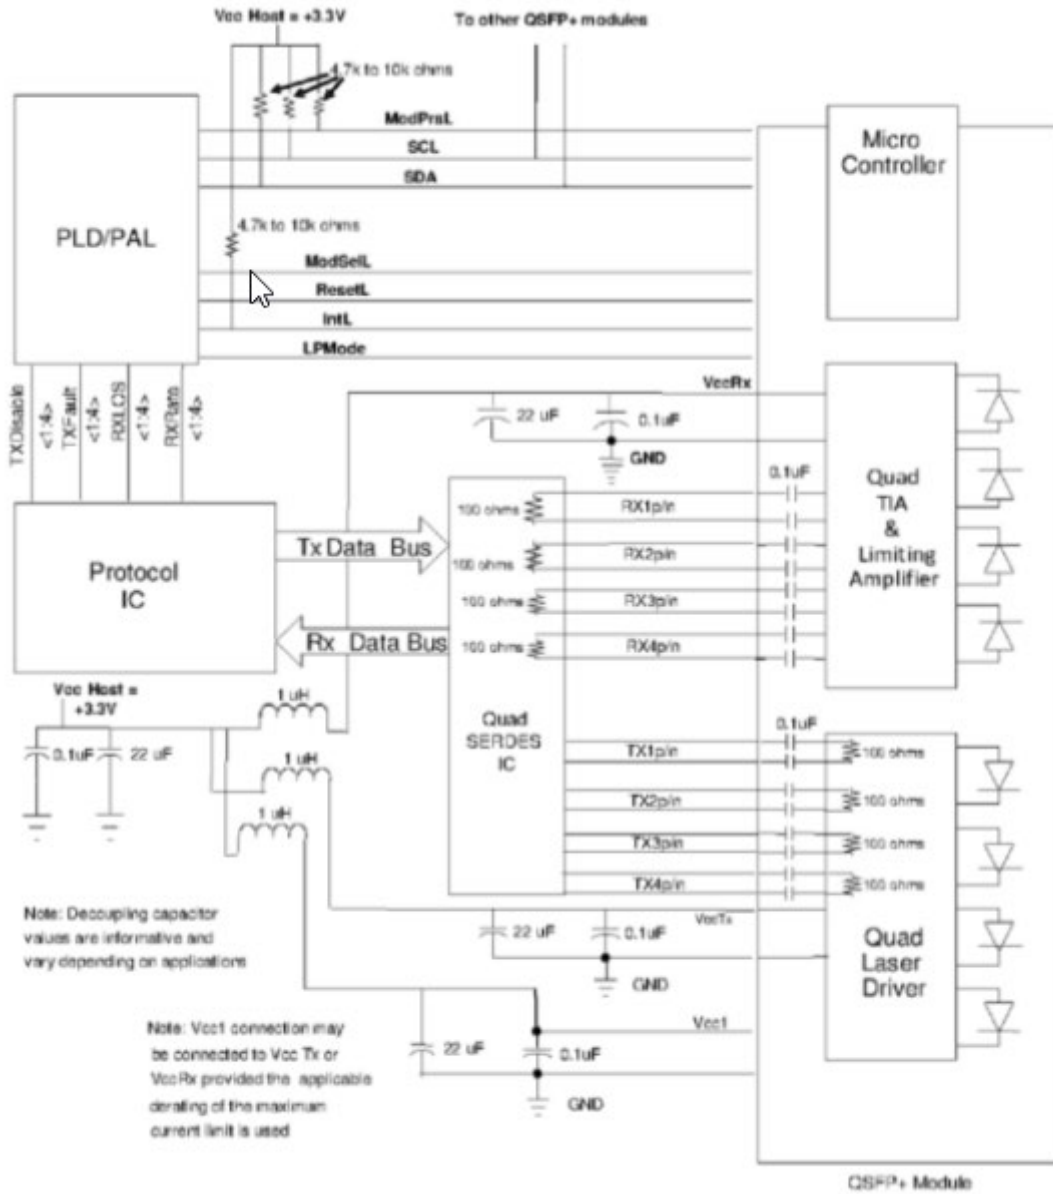 Vcc Host = +3.3V
To other QSFP+ modules
4.7k to 10k ohms
ModPrsL
SCL
SDA
PLD/PAL
4.7k to 10k ohms
ModSelL
ResetL
IntL
LPMode
Micro
Controller
TXDisable
<1:4>
TXFault
<1:4>
RXLOS
<1:4>
RXRate
<1:4>
VccRx
22 uF
0.1uF
GND
Protocol
IC
Tx Data Bus
Rx Data Bus
100 ohms
100 ohms
100 ohms
100 ohms
Quad
SERDES
IC
RX1p/n
RX2p/n
RX3p/n
RX4p/n
0.1uF
Quad
TIA
&
Limiting
Amplifier
Vcc Host =
+3.3V
0.1uF
22 uF
1 uH
1 uH
1 uH
TX1p/n
TX2p/n
TX3p/n
TX4p/n
0.1uF
100 ohms
100 ohms
100 ohms
100 ohms
Quad
Laser
Driver
VccTx
22 uF
0.1uF
GND
Note: Decoupling capacitor
values are informative and
vary depending on applications
Vcc1
22 uF
0.1uF
GND
Note: Vcc1 connection may
be connected to Vcc Tx or
VccRx provided the applicable
derating of the maximum
current limit is used
QSFP+ Module